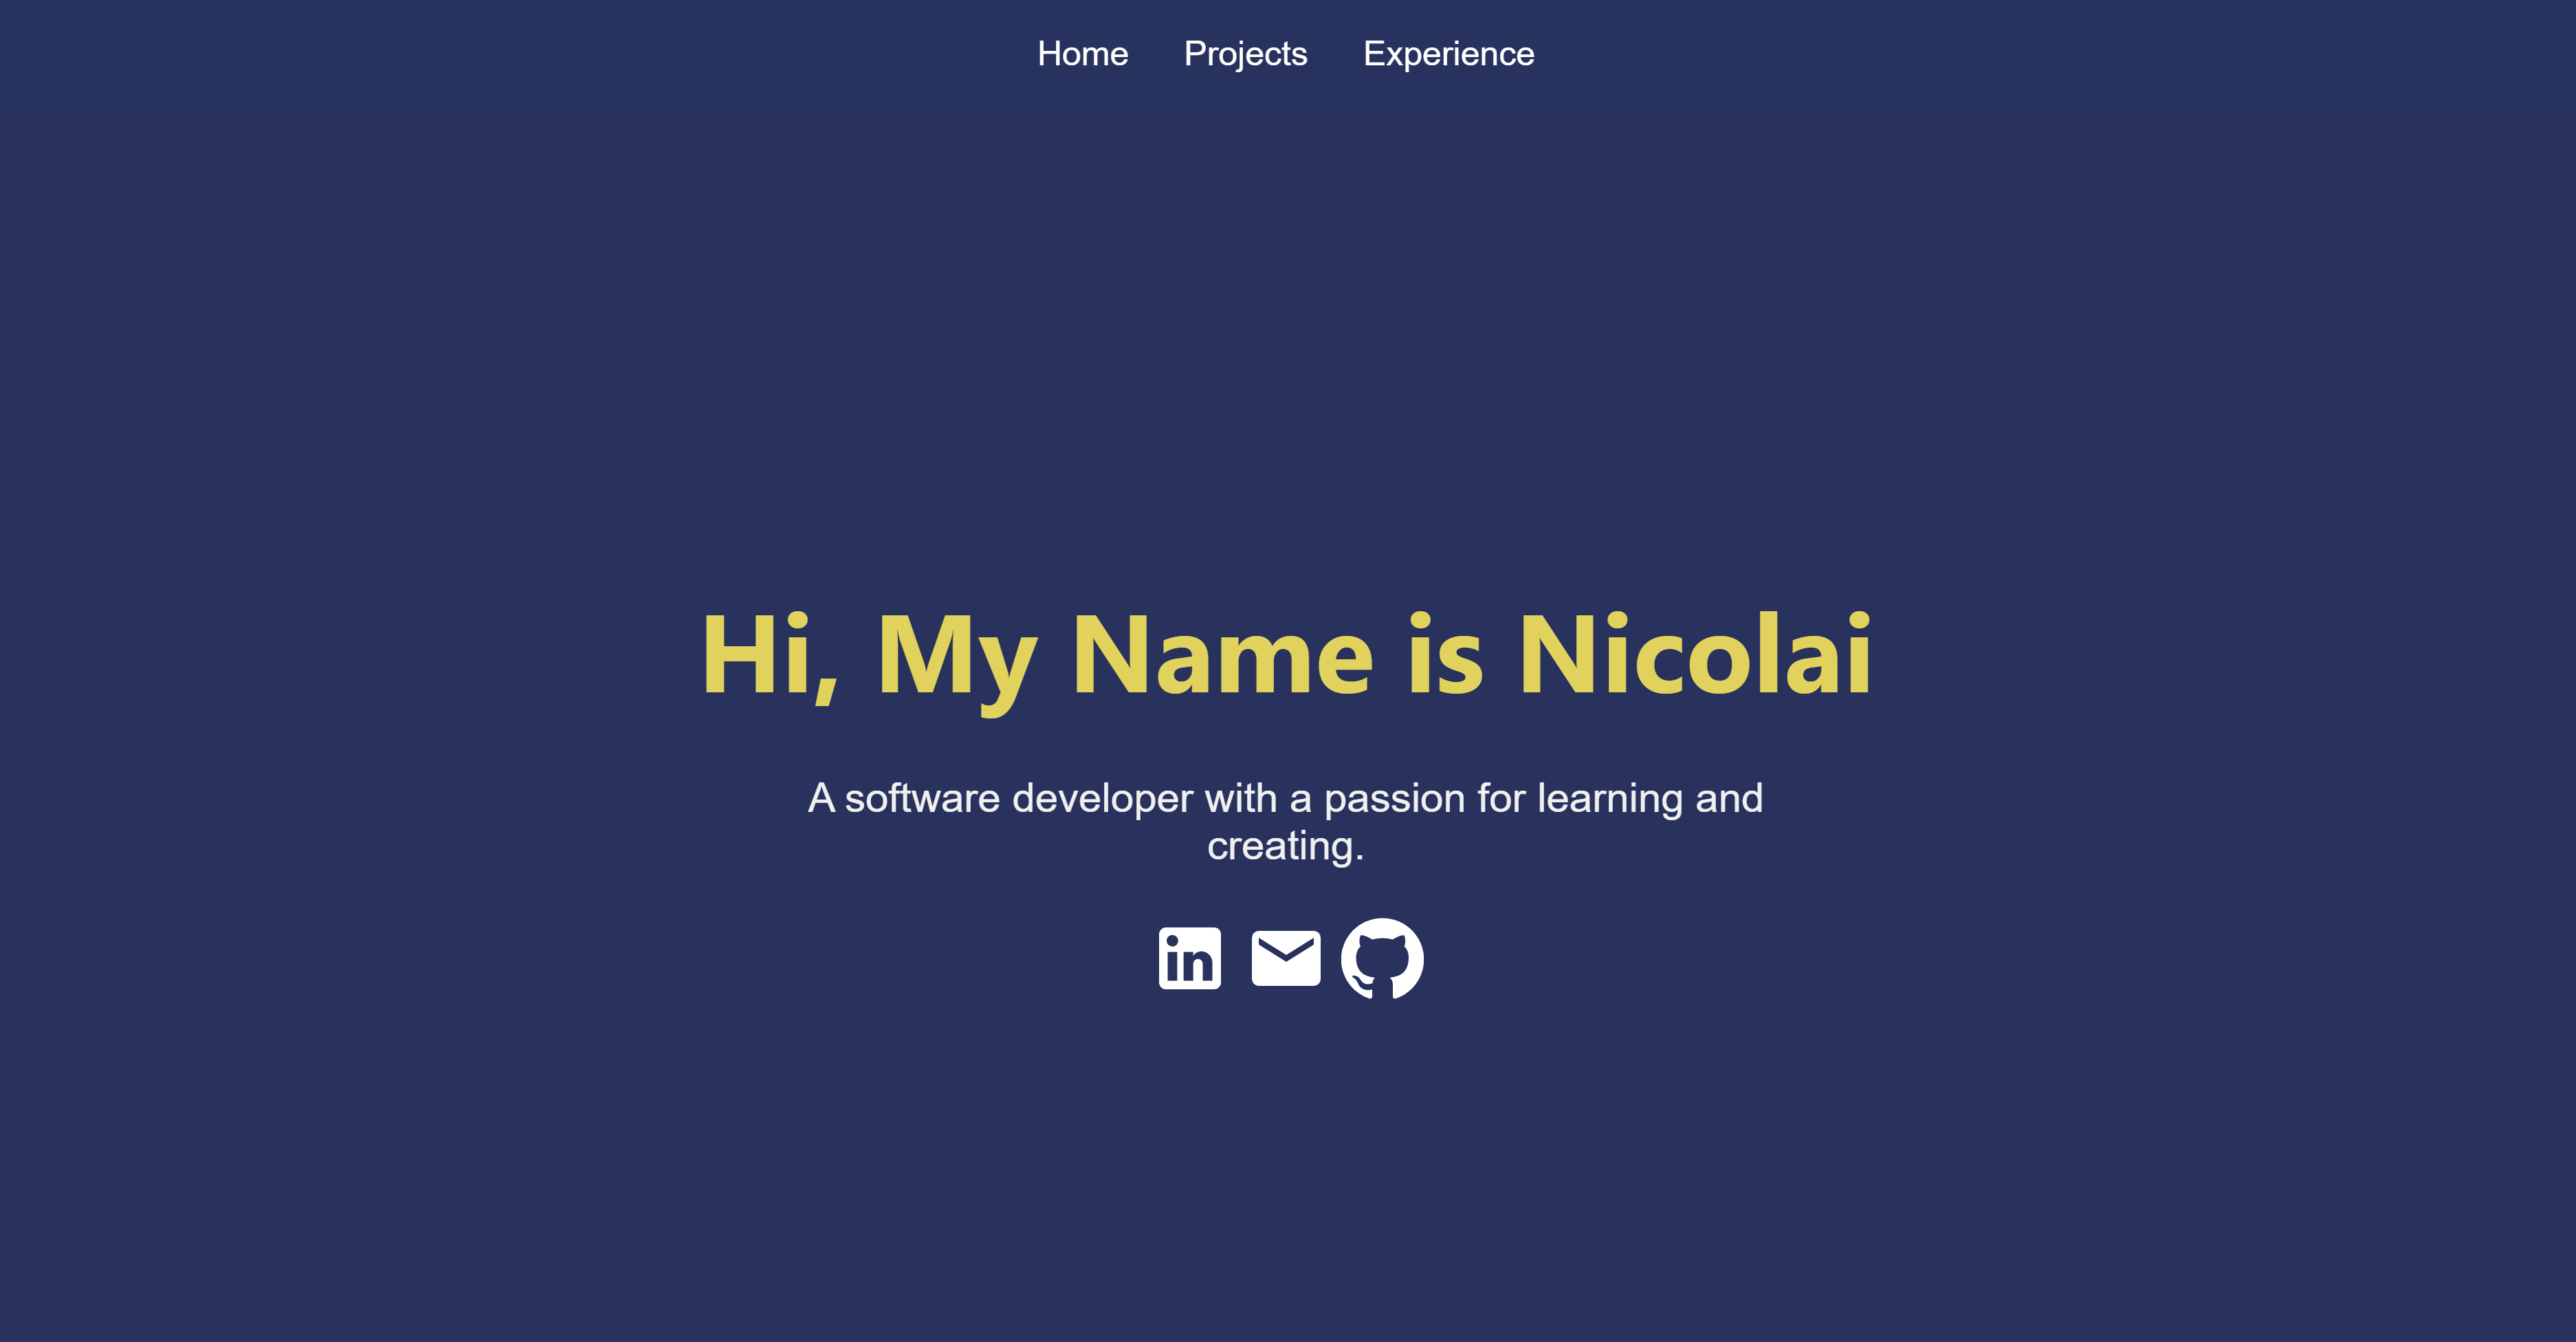 Home Projects Experience
Hi, My Name is Nicolai
A software developer with a passion for learning and
creating.
in